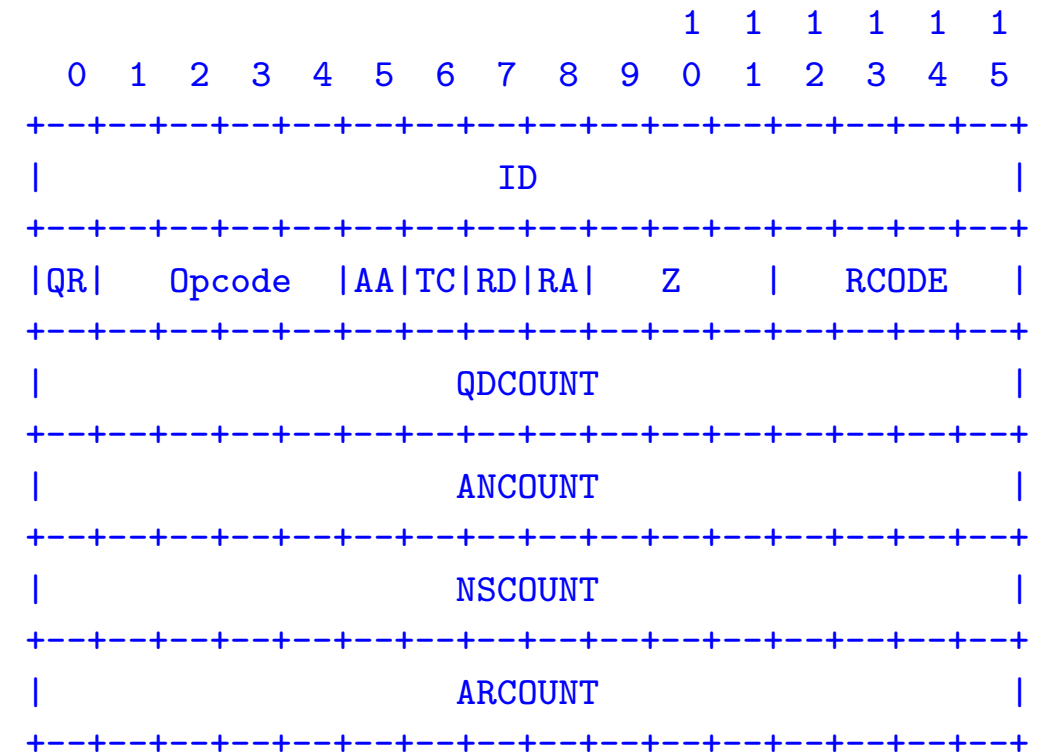 1  1  1  1  1  1
  0  1  2  3  4  5  6  7  8  9  0  1  2  3  4  5
+--+--+--+--+--+--+--+--+--+--+--+--+--+--+--+--+
|                      ID                       |
+--+--+--+--+--+--+--+--+--+--+--+--+--+--+--+--+
|QR|   Opcode  |AA|TC|RD|RA|   Z    |   RCODE   |
+--+--+--+--+--+--+--+--+--+--+--+--+--+--+--+--+
|                    QDCOUNT                    |
+--+--+--+--+--+--+--+--+--+--+--+--+--+--+--+--+
|                    ANCOUNT                    |
+--+--+--+--+--+--+--+--+--+--+--+--+--+--+--+--+
|                    NSCOUNT                    |
+--+--+--+--+--+--+--+--+--+--+--+--+--+--+--+--+
|                    ARCOUNT                    |
+--+--+--+--+--+--+--+--+--+--+--+--+--+--+--+--+